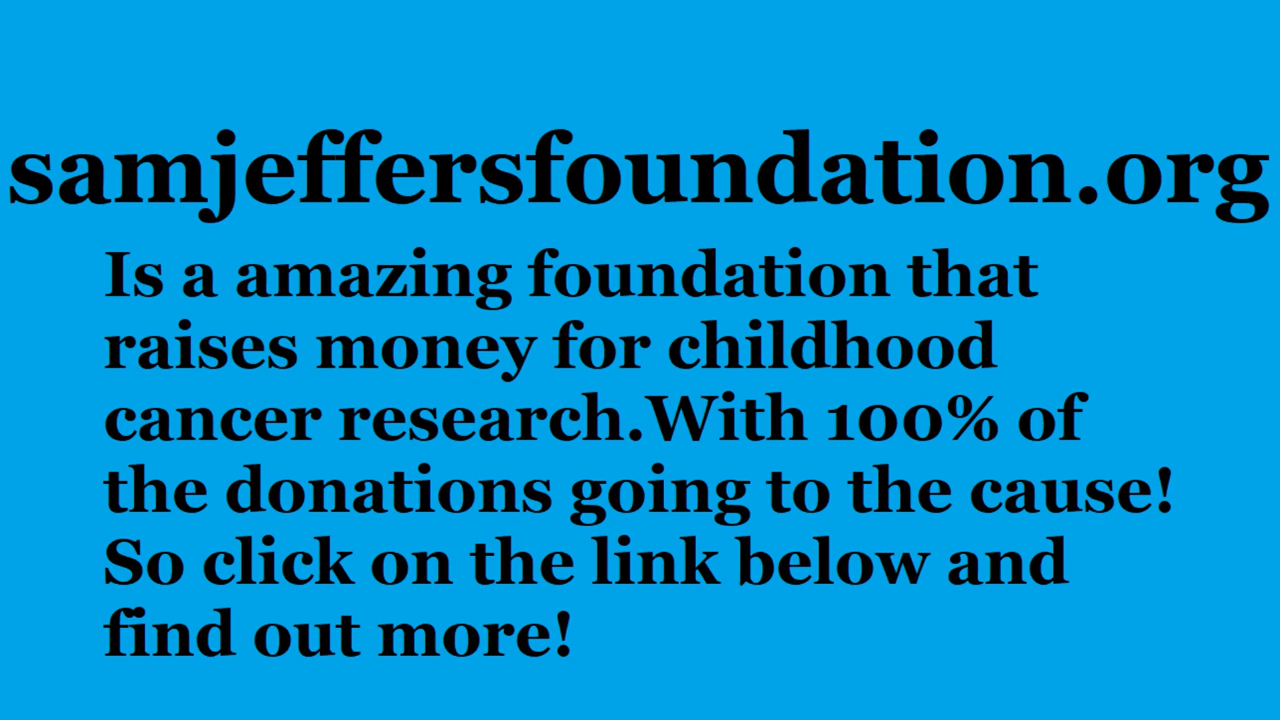 samjeffersfoundation.org
Is a amazing foundation that
raises money for childhood
cancer research.With 100% of
the donations going to the cause!
So click on the link below and
find out more!